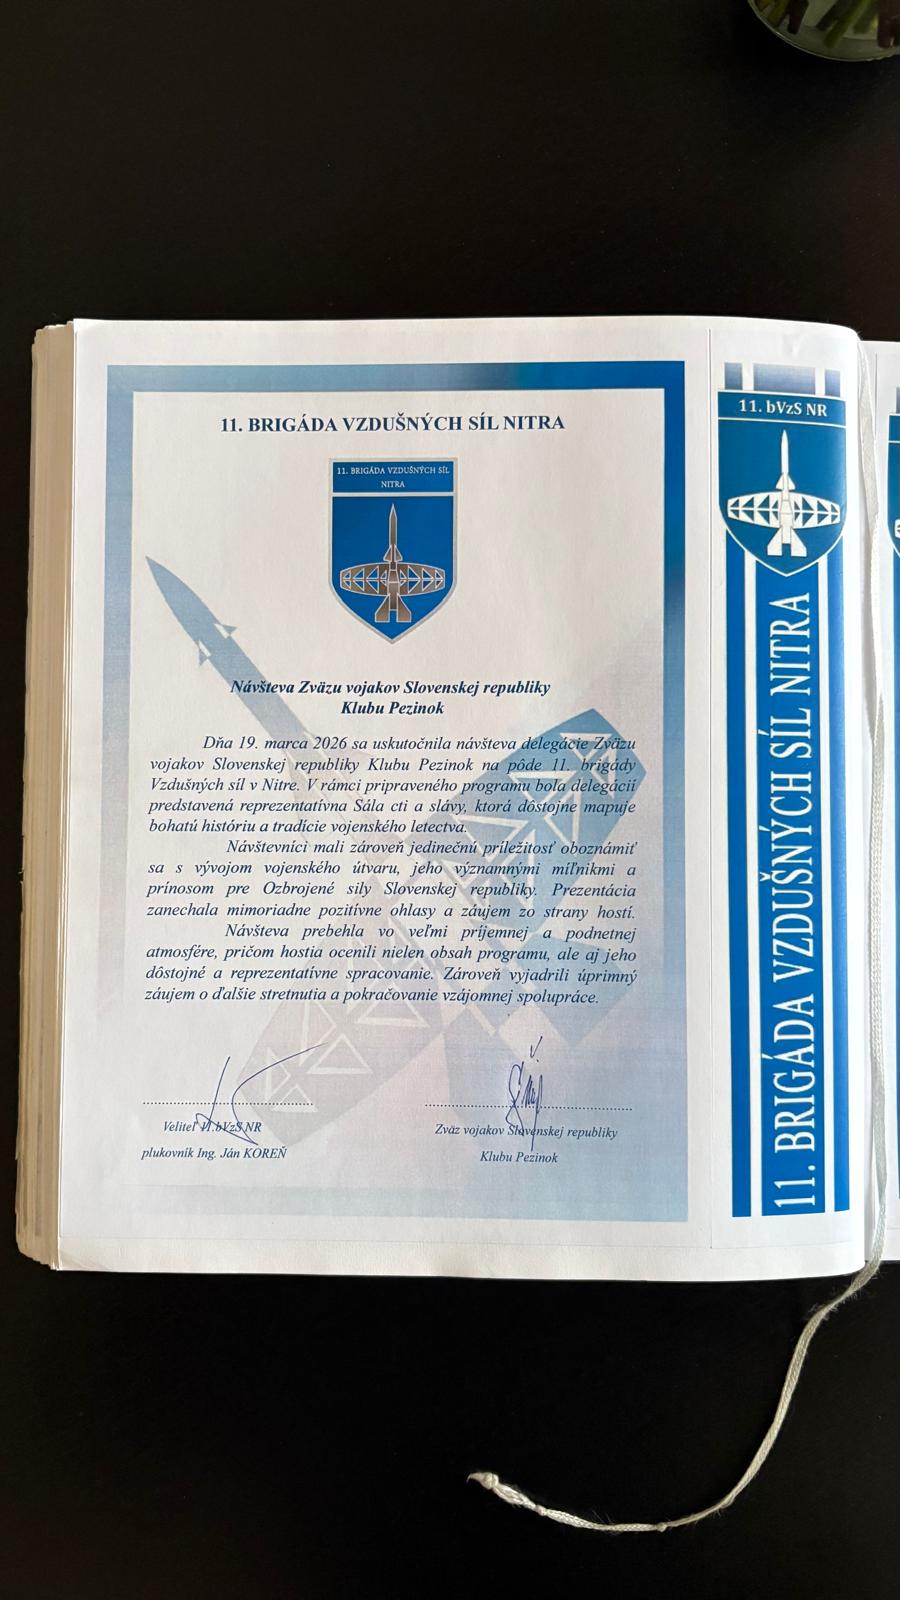 11. BRIGÁDA VZDUŠNÝCH SÍL NITRA
11. BRIGÁDA VZDUŠNÝCH SÍL
NITRA
Návšteva Zväzu vojakov Slovenskej republiky
Klubu Pezinok
Dňa 19. marca 2026 sa uskutočnila návšteva delegácie Zväzu
vojakov Slovenskej republiky Klubu Pezinok na pôde 11. brigády
Vzdušných síl v Nitre. V rámci pripraveného programu bola delegácii
predstavená reprezentatívna Sála cti a slávy, ktorá dôstojne mapuje
bohatú históriu a tradície vojenského letectva.
Návštevníci mali zároveň jedinečnú príležitosť oboznámiť
sa s vývojom vojenského útvaru, jeho významnými míľnikmi a
prínosom pre Ozbrojené sily Slovenskej republiky. Prezentácia
zanechala mimoriadne pozitívne ohlasy a záujem zo strany hostí.
Návšteva prebehla vo veľmi príjemnej a podnetnej
atmosfére, pričom hostia ocenili nielen obsah programu, ale aj jeho
dôstojné a reprezentatívne spracovanie. Zároveň vyjadrili úprimný
záujem o ďalšie stretnutia a pokračovanie vzájomnej spolupráce.
Veliteľ 11.bVzS NR
plukovník Ing. Ján KOREŇ
Zväz vojakov Slovenskej republiky
Klubu Pezinok
11. bVzS NR
11. BRIGÁDA VZDUŠNÝCH SÍL NITRA